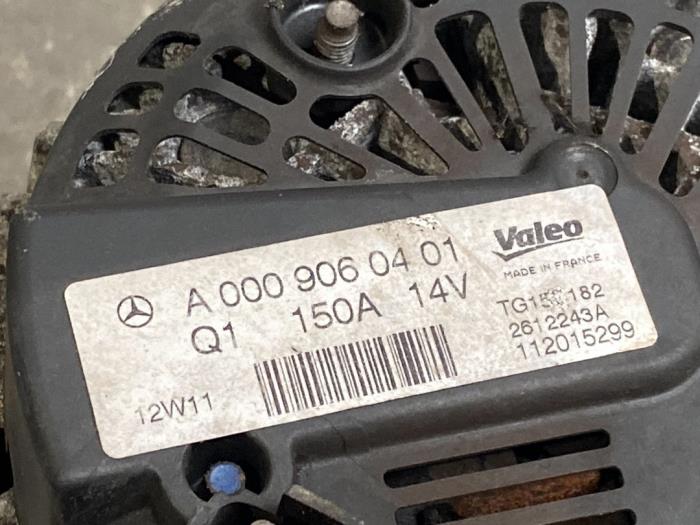 A 000 906 04 01
Q1 150A 14V
12W11
Valeo
MADE IN FRANCE
2612243A
112015299